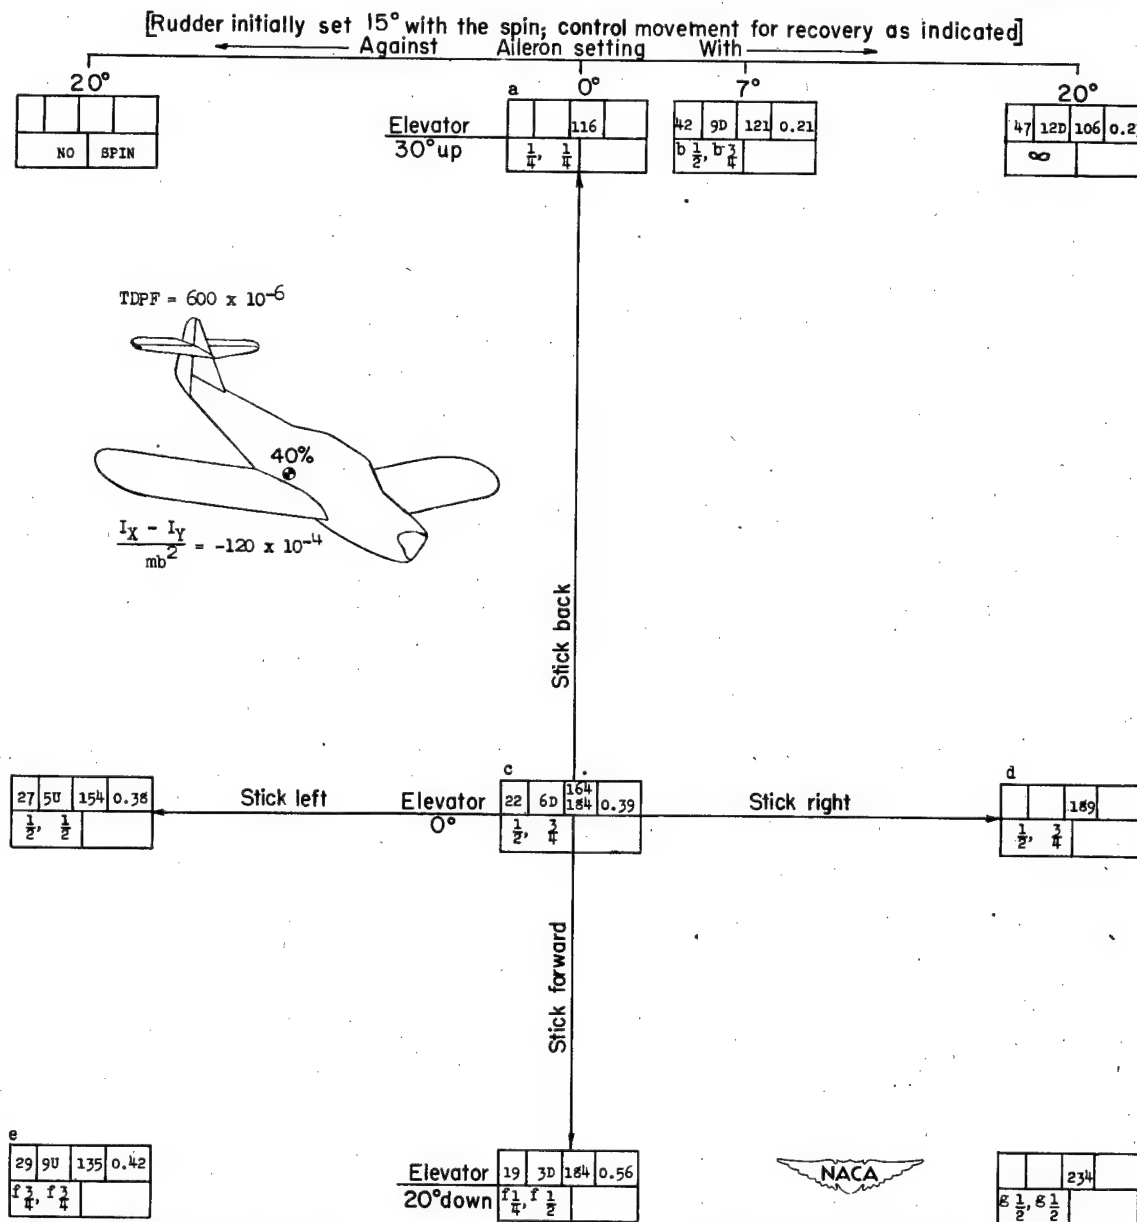 [Rudder initially set 15° with the spin; control movement for recovery as indicated]
Against Aileron setting With
20° 0° 7° 20°
a
Elevator
30° up
NO SPIN
116
1/4, 1/4
42 9D 121 0.21
b 1/2, b 3/4
47 12D 106
∞
TDPF = 600 x 10⁻⁶
40%
I_X - I_Y
mb² = -120 x 10⁻⁴
Stick back
c
d
27 5U 154 0.38
1/2, 1/2
Stick left
Elevator
0°
22 6D 164 184 0.39
1/2, 3/4
Stick right
189
1/2, 3/4
Stick forward
e
29 9U 135 0.42
f 3/4, f 3/4
Elevator
20° down
19 3D 184 0.56
f 1/4, f 1/2
NACA
234
g 1/2, g 1/2